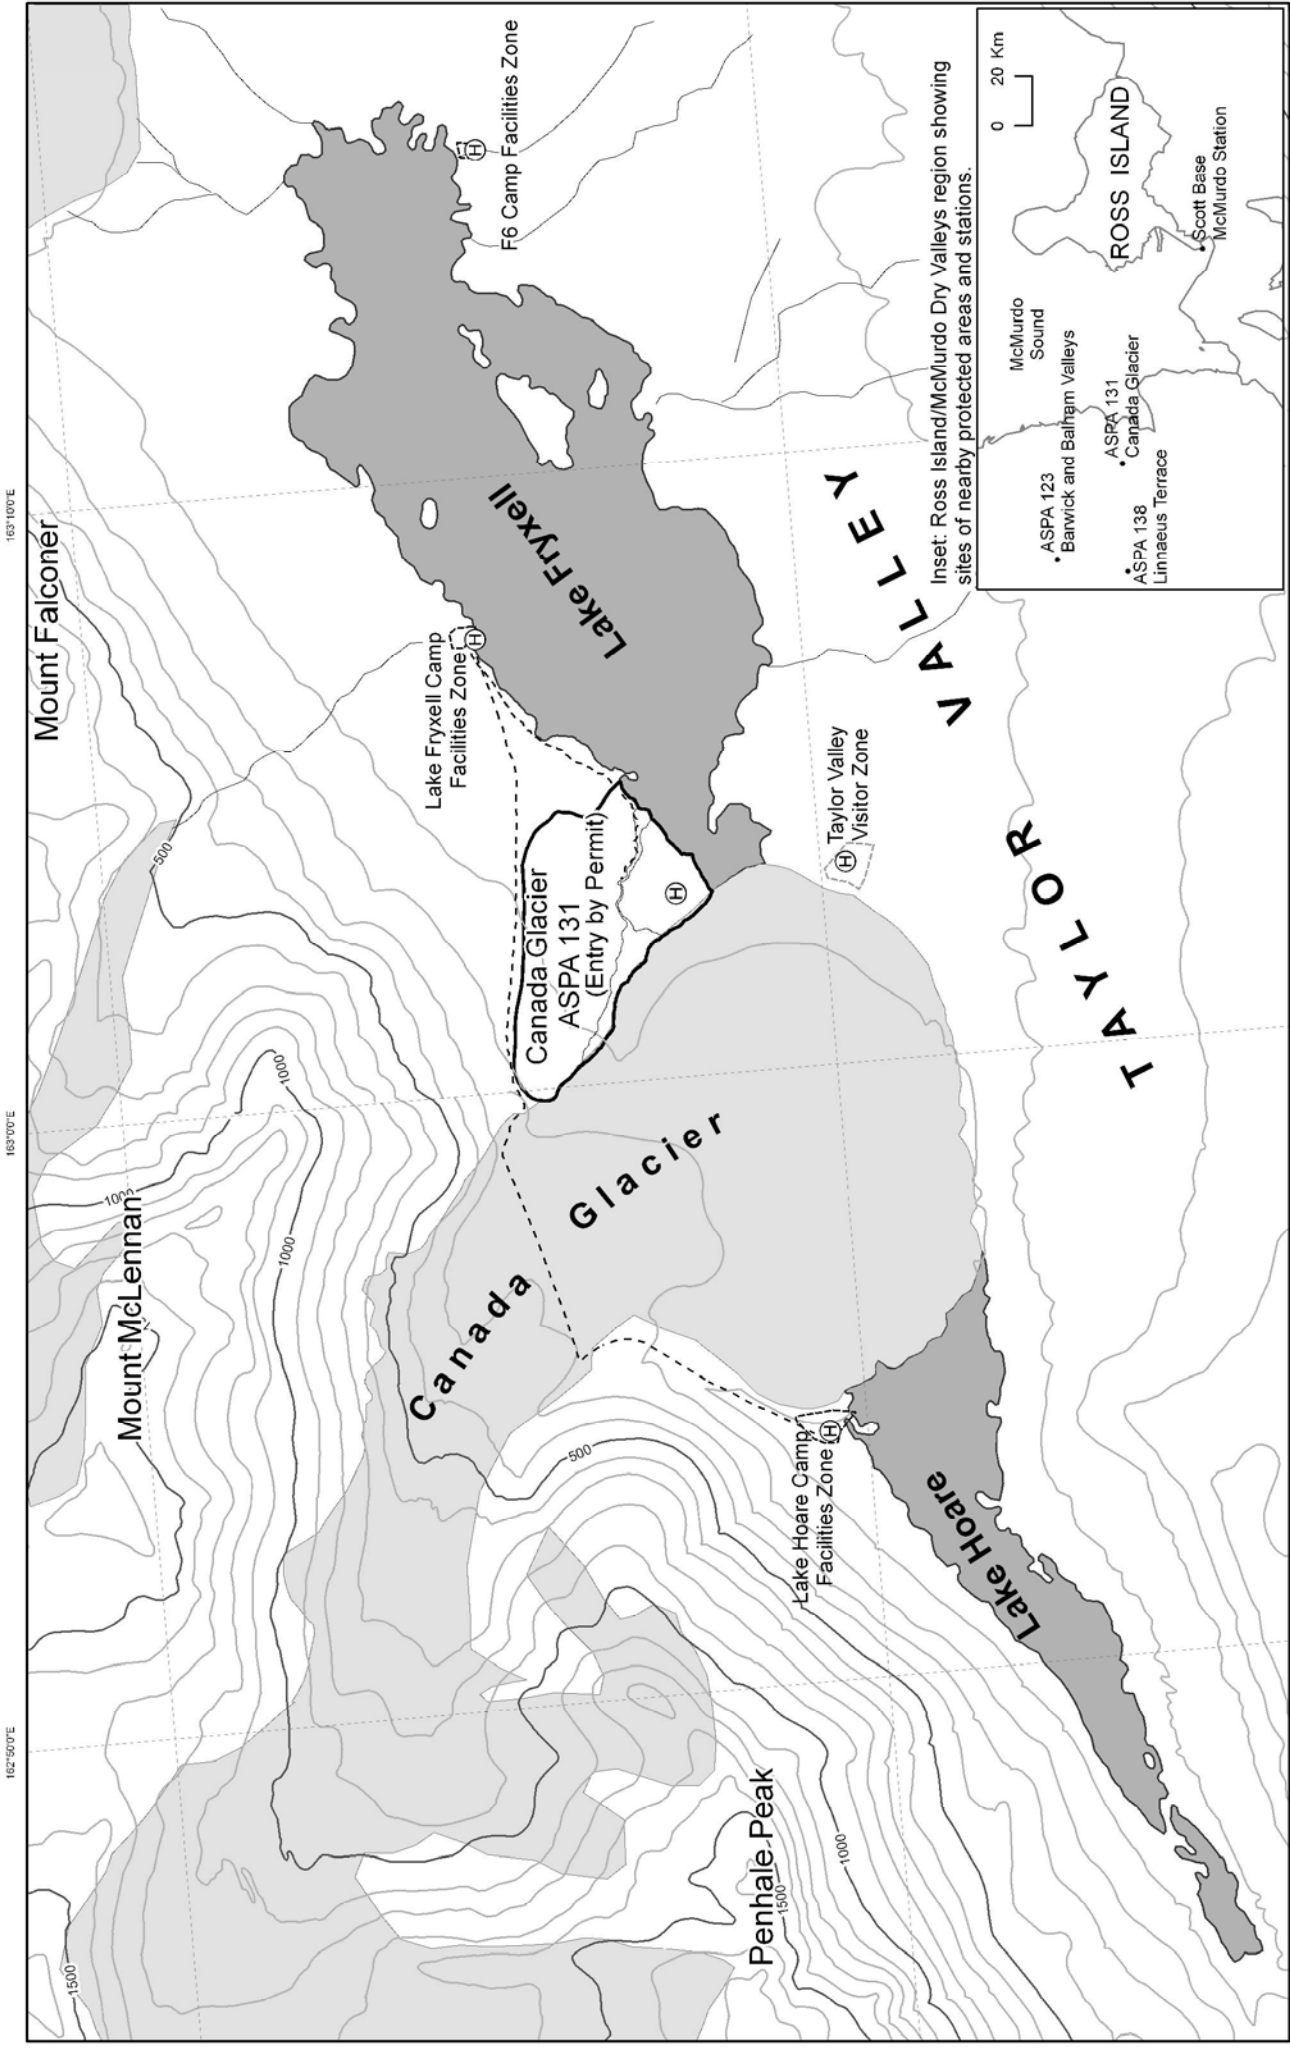 162°50'0"E
163°0'0"E
163°10'0"E
Mount McLennan
Mount Falconer
1500
1000
1000
1000
500
500
Canada
Glacier
Canada Glacier
ASPA 131
(Entry by Permit)
H
Lake Fryxell Camp
Facilities Zone
H
F6 Camp Facilities Zone
H
Lake Fryxell
Taylor Valley
Visitor Zone
H
Lake Hoare Camp
Facilities Zone
H
Penhale Peak
1500
1000
Lake Hoare
TAYLOR VALLEY
Inset: Ross Island/McMurdo Dry Valleys region showing
sites of nearby protected areas and stations.
0 20 Km
McMurdo
Sound
ASPA 123
Barwick and Balham Valleys
ASPA 131
Canada Glacier
ASPA 138
Linnaeus Terrace
ROSS ISLAND
Scott Base
McMurdo Station